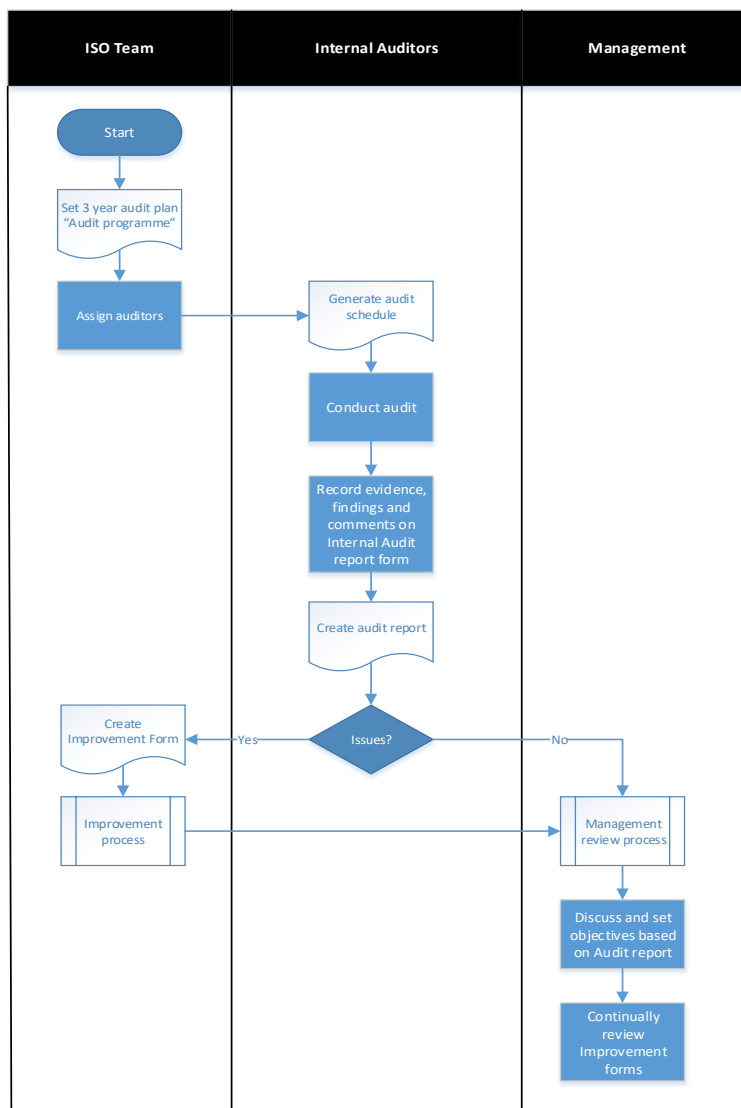 ISO Team
Internal Auditors
Management
Start
Set 3 year audit plan
“Audit programme”
Assign auditors
Generate audit
schedule
Conduct audit
Record evidence,
findings and
comments on
Internal Audit
report form
Create audit report
Issues?
Yes
No
Create
Improvement Form
Improvement
process
Management
review process
Discuss and set
objectives based
on Audit report
Continually
review
Improvement
forms